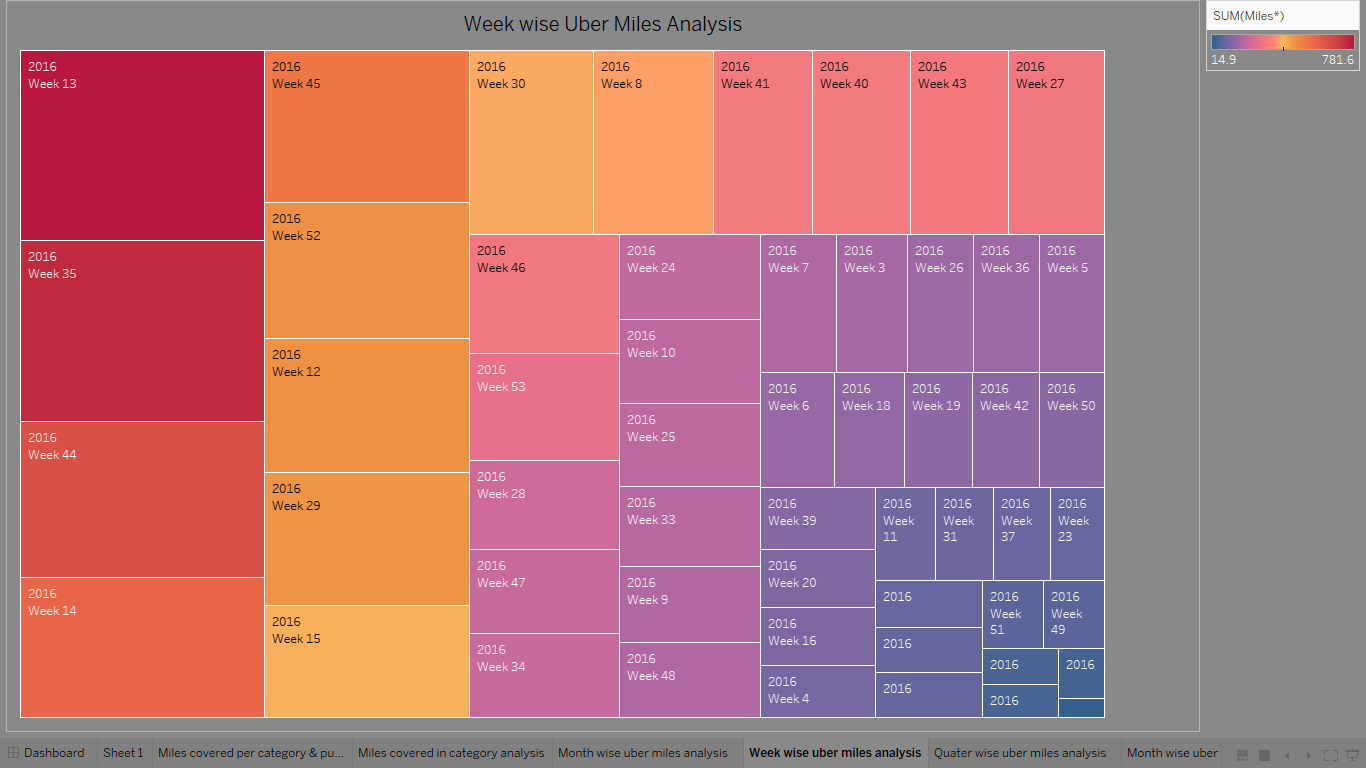 Week wise Uber Miles Analysis
SUM(Miles*)
14.9 781.6
2016
Week 13
2016
Week 35
2016
Week 44
2016
Week 14
2016
Week 45
2016
Week 52
2016
Week 12
2016
Week 29
2016
Week 15
2016
Week 30
2016
Week 8
2016
Week 41
2016
Week 40
2016
Week 43
2016
Week 27
2016
Week 46
2016
Week 53
2016
Week 28
2016
Week 47
2016
Week 34
2016
Week 24
2016
Week 10
2016
Week 25
2016
Week 33
2016
Week 9
2016
Week 48
2016
Week 7
2016
Week 3
2016
Week 26
2016
Week 36
2016
Week 5
2016
Week 6
2016
Week 18
2016
Week 19
2016
Week 42
2016
Week 50
2016
Week 39
2016
Week 20
2016
Week 16
2016
Week 4
2016
Week
11
2016
Week
31
2016
Week
37
2016
Week
23
2016
2016
2016
2016
Week
51
2016
Week
49
2016
2016
2016
Dashboard
Sheet 1
Miles covered per category & pu...
Miles covered in category analysis
Month wise uber miles analysis
Week wise uber miles analysis
Quater wise uber miles analysis
Month wise uber